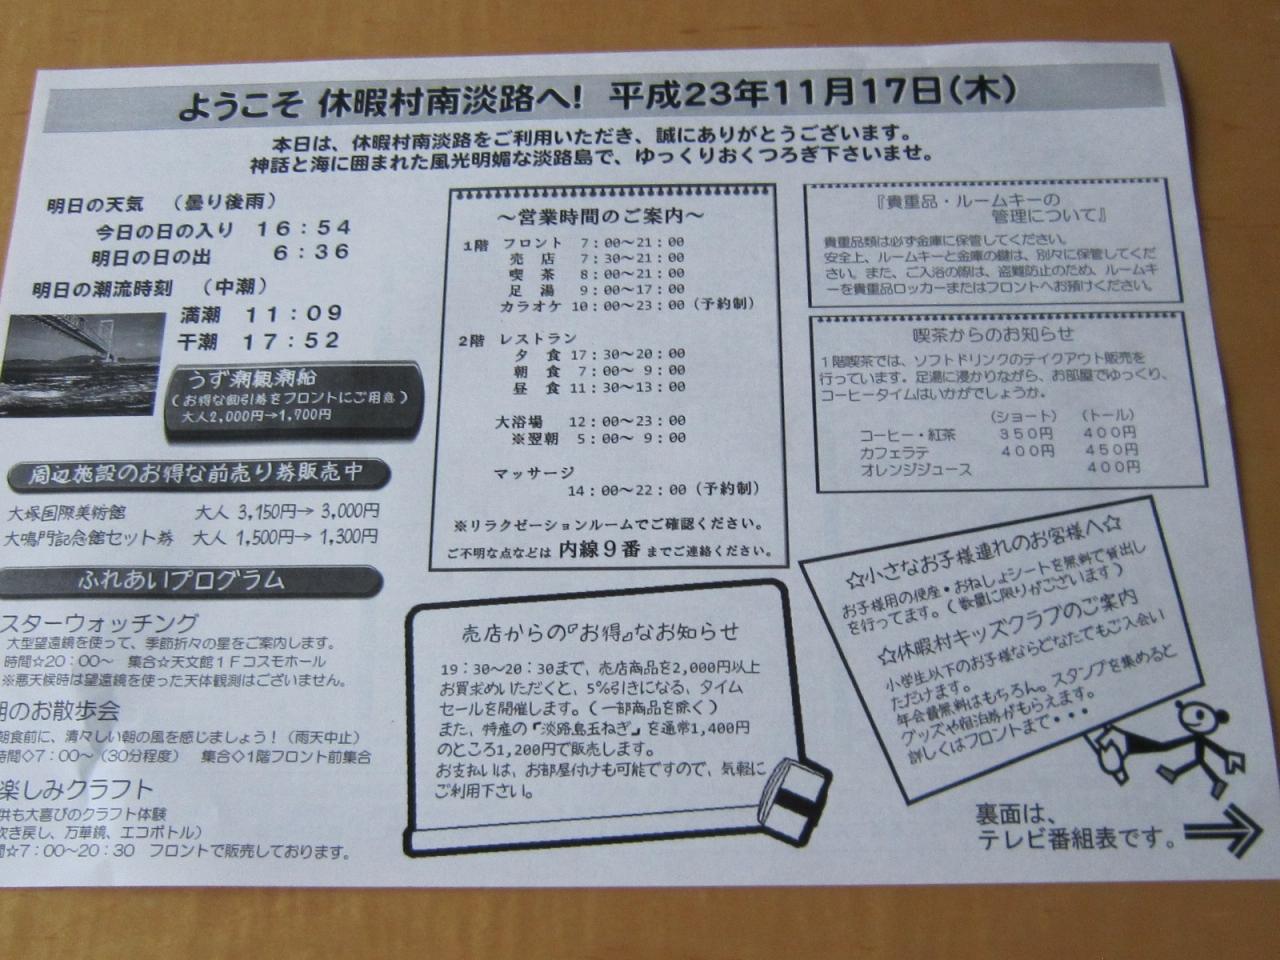 ようこそ 休暇村南淡路へ! 平成23年11月17日(木)
本日は、休暇村南淡路をご利用いただき、誠にありがとうございます。
神話と海に囲まれた風光明媚な淡路島で、ゆっくりおくつろぎ下さいませ。
明日の天気 (曇り後雨)
今日の日の入り 16:54
明日の日の出 6:36
明日の潮流時刻 (中潮)
満潮 11:09
干潮 17:52
うず潮観潮船
(お得な割引券をフロントにご用意)
大人2,000円→1,700円
周辺施設のお得な前売り券販売中
大塚国際美術館 大人 3,150円→ 3,000円
大鳴門記念館セット券 大人 1,500円→ 1,300円
ふれあいプログラム
スターウォッチング
大型望遠鏡を使って、季節折々の星をご案内します。
時間☆20:00〜 集合☆天文館1Fコスモホール
※悪天候時は望遠鏡を使った天体観測はございません。
朝のお散歩会
朝食前に、清々しい朝の風を感じましょう!(雨天中止)
時間◇7:00〜(30分程度) 集合◇1階フロント前集合
楽しみクラフト
供も大喜びのクラフト体験
吹き戻し、万華鏡、エコボトル)
☆7:00〜20:30 フロントで販売しております。
〜営業時間のご案内〜
1階 フロント 7:00〜21:00
売店 7:30〜21:00
喫茶 8:00〜21:00
足湯 9:00〜17:00
カラオケ 10:00〜23:00(予約制)
2階 レストラン
夕食 17:30〜20:00
朝食 7:00〜 9:00
昼食 11:30〜13:00
大浴場 12:00〜23:00
※翌朝 5:00〜 9:00
マッサージ
14:00〜22:00(予約制)
※リラクゼーションルームでご確認ください。
ご不明な点などは 内線9番 までご連絡ください。
売店からの『お得』なお知らせ
19:30〜20:30まで、売店商品を2,000円以上
お買求めいただくと、5%引きになる、タイム
セールを開催します。(一部商品を除く)
また、特産の『淡路島玉ねぎ』を通常1,400円
のところ1,200円で販売します。
お支払いは、お部屋付けも可能ですので、気軽に
ご利用下さい。
『貴重品・ルームキーの
管理について』
貴重品類は必ず金庫に保管してください。
安全上、ルームキーと金庫の鍵は、別々に保管してくだ
さい。また、ご入浴の際は、盗難防止のため、ルームキ
ーを貴重品ロッカーまたはフロントへお預けください。
喫茶からのお知らせ
1階喫茶では、ソフトドリンクのテイクアウト販売を
行っています。足湯に浸かりながら、お部屋でゆっくり、
コーヒータイムはいかがでしょうか。
(ショート) (トール)
コーヒー・紅茶 350円 400円
カフェラテ 400円 450円
オレンジジュース 400円
☆小さなお子様連れのお客様へ☆
お子様用の便座・おねしょシートを無料で貸出し
を行ってます。(数量に限りがございます)
☆休暇村キッズクラブのご案内
小学生以下のお子様ならどなたでもご入会い
ただけます。
年会費無料はもちろん。スタンプを集めると
グッズや宿泊券がもらえます。
詳しくはフロントまで・・・
裏面は、
テレビ番組表です。